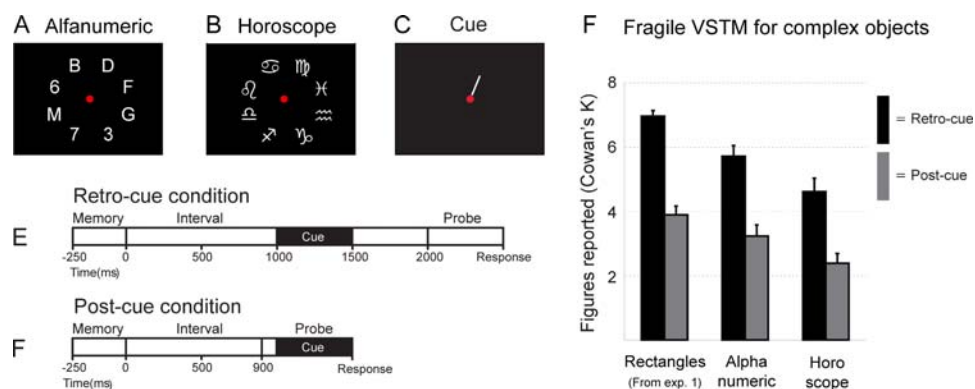 A Alfanumeric
B D
6 F
M G
7 3
B Horoscope
♋ ♍
♌ ♓
♎ ♒
♐ ♑
C Cue
Retro-cue condition
E
Memory Interval Probe
Cue
-250 0 500 1000 1500 2000 Response
Time(ms)
Post-cue condition
F
Memory Interval Probe
Cue
-250 0 500 900 Response
Time(ms)
F Fragile VSTM for complex objects
Figures reported (Cowan's K)
8
6
4
2
= Retro-cue
= Post-cue
Rectangles Alpha Horo
(From exp. 1) numeric scope